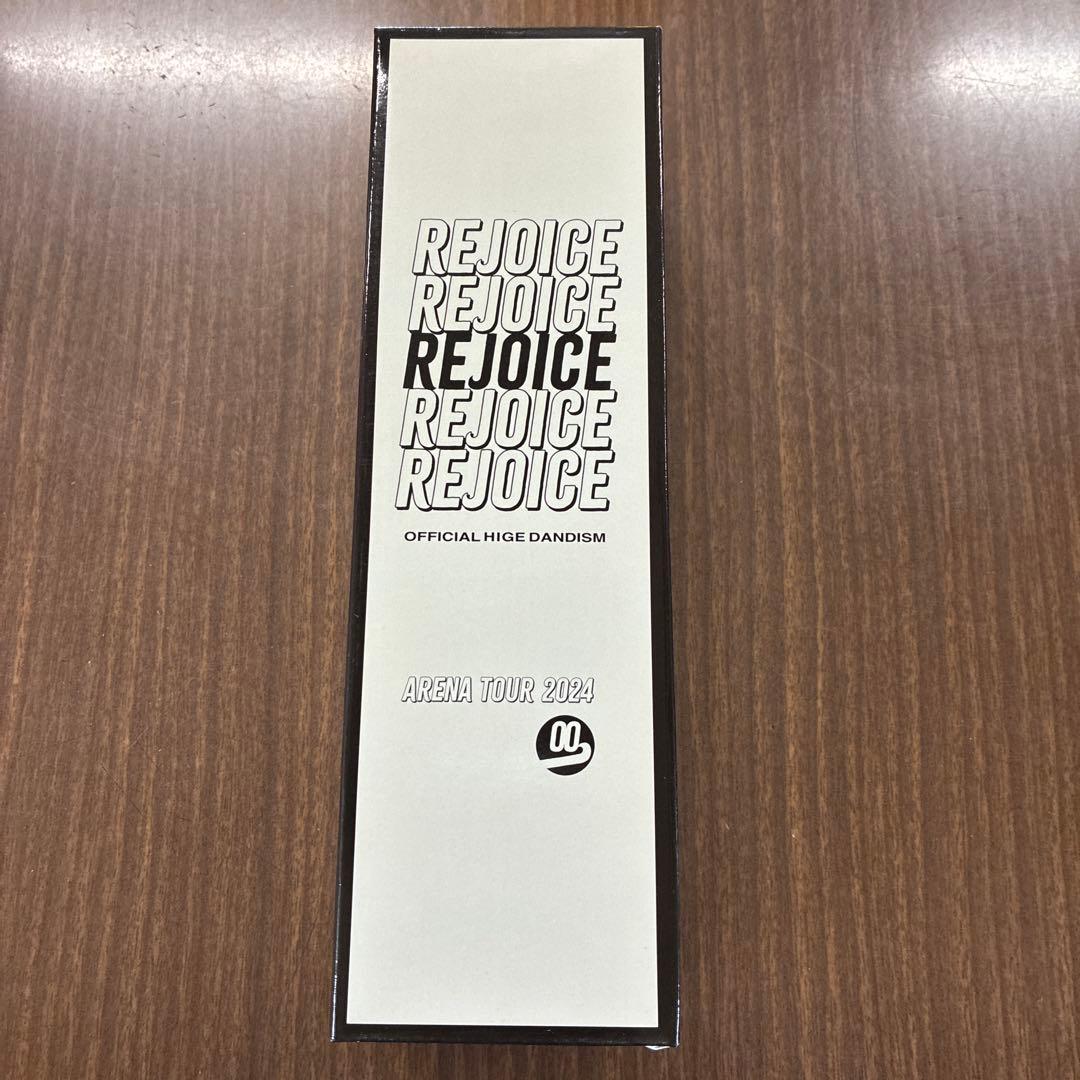 REJOICE
REJOICE
REJOICE
REJOICE
REJOICE
OFFICIAL HIGE DANDISM
ARENA TOUR 2024